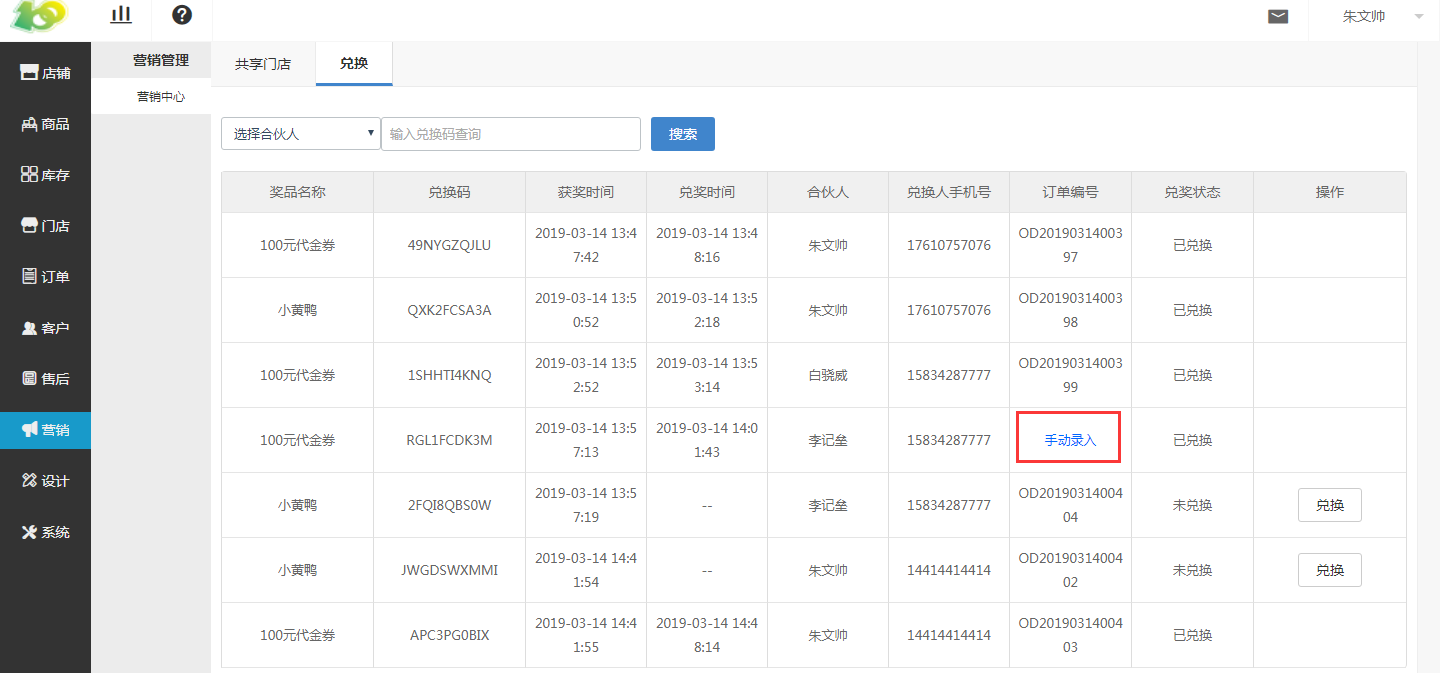 朱文帅
店铺
商品
库存
门店
订单
客户
售后
营销
设计
系统
营销管理
营销中心
共享门店 兑换
选择合伙人 输入兑换码查询 搜索
奖品名称 兑换码 获奖时间 兑奖时间 合伙人 兑换人手机号 订单编号 兑奖状态 操作
100元代金券 49NYGZQJLU 2019-03-14 13:47:42 2019-03-14 13:48:16 朱文帅 17610757076 OD2019031400397 已兑换
小黄鸭 QXK2FCSA3A 2019-03-14 13:50:52 2019-03-14 13:52:18 朱文帅 17610757076 OD2019031400398 已兑换
100元代金券 1SHHTI4KNQ 2019-03-14 13:52:52 2019-03-14 13:53:14 白骁威 15834287777 OD2019031400399 已兑换
100元代金券 RGL1FCDK3M 2019-03-14 13:57:13 2019-03-14 14:01:43 李记垒 15834287777 手动录入 已兑换
小黄鸭 2FQI8QBS0W 2019-03-14 13:57:19 -- 李记垒 15834287777 OD2019031400404 未兑换 兑换
小黄鸭 JWGDSWXMMI 2019-03-14 14:41:54 -- 朱文帅 14414414414 OD2019031400402 未兑换 兑换
100元代金券 APC3PG0BIX 2019-03-14 14:41:55 2019-03-14 14:48:14 朱文帅 14414414414 OD2019031400403 已兑换